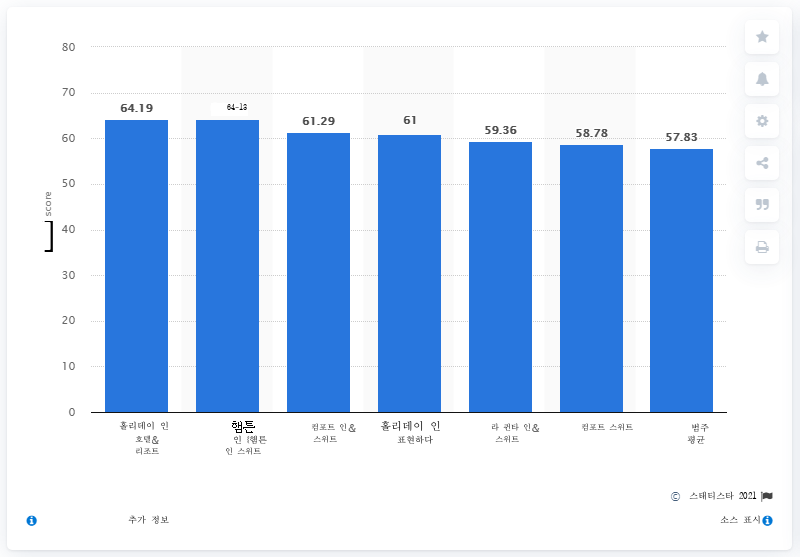 80
70
60
50
40
30
20
10
0
] score
64.19
64-18
61.29
61
59.36
58.78
57.83
홀리데이 인
호텔&
리조트
햄튼
인 [햄튼
인 스위트
컴포트 인&
스위트
홀리데이 인
표현하다
라 퀸타 인&
스위트
컴포트 스위트
범주
평균
© 스태티스타 2021
추가 정보
소스 표시